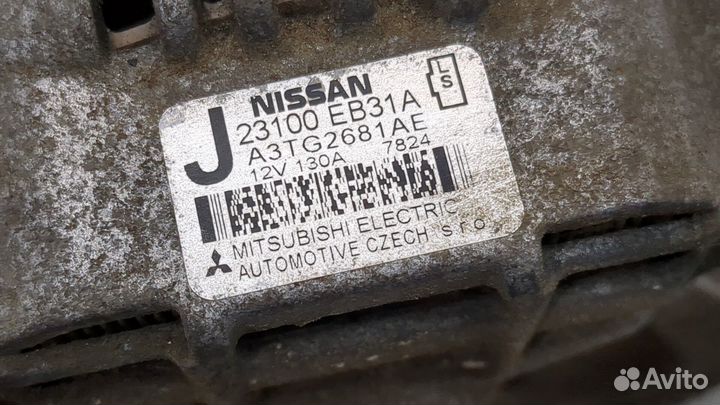 NISSAN
L
S
J
23100 EB31A
A3TG2681AE
12V 130A 7824
MITSUBISHI ELECTRIC
AUTOMOTIVE CZECH s.r.o.
Avito